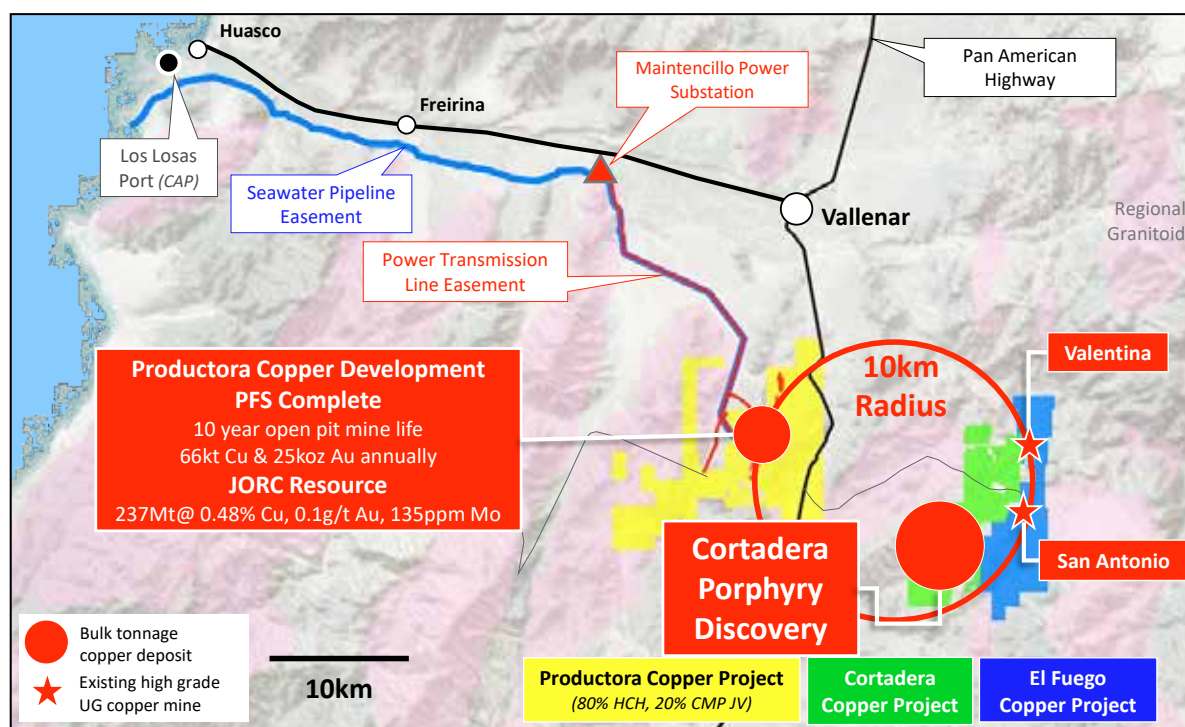 Huasco
Pan American
Highway
Maintencillo Power
Substation
Freirina
Los Losas
Port (CAP)
Seawater Pipeline
Easement
Vallenar
Regional
Granitoid
Power Transmission
Line Easement
Productora Copper Development
PFS Complete
10 year open pit mine life
66kt Cu & 25koz Au annually
JORC Resource
237Mt@ 0.48% Cu, 0.1g/t Au, 135ppm Mo
10km
Radius
Valentina
San Antonio
Cortadera
Porphyry
Discovery
Bulk tonnage
copper deposit
Existing high grade
UG copper mine
10km
Productora Copper Project
(80% HCH, 20% CMP JV)
Cortadera
Copper Project
El Fuego
Copper Project